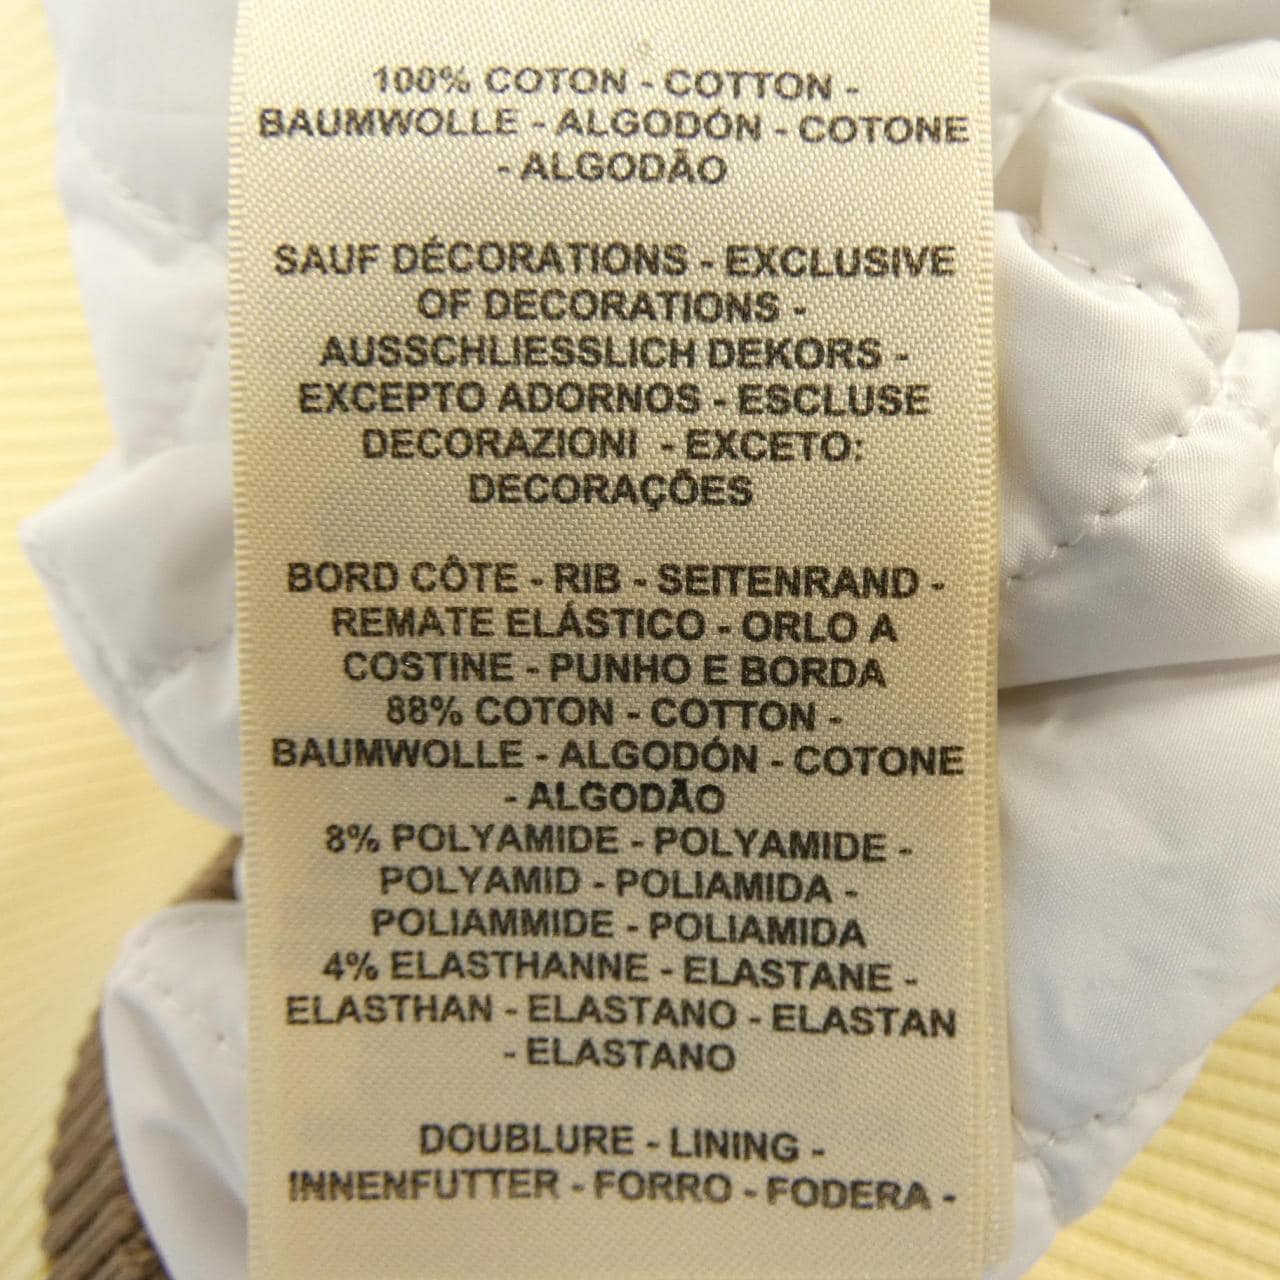 100% COTON - COTTON -
BAUMWOLLE - ALGODÓN - COTONE
- ALGODÃO
SAUF DÉCORATIONS - EXCLUSIVE
OF DECORATIONS -
AUSSCHLIESSLICH DEKORS -
EXCEPTO ADORNOS - ESCLUSE
DECORAZIONI - EXCETO:
DECORAÇÕES
BORD CÔTE - RIB - SEITENRAND -
REMATE ELÁSTICO - ORLO A
COSTINE - PUNHO E BORDA
88% COTON - COTTON -
BAUMWOLLE - ALGODÓN - COTONE
- ALGODÃO
8% POLYAMIDE - POLYAMIDE -
POLYAMID - POLIAMIDA -
POLIAMMIDE - POLIAMIDA
4% ELASTHANNE - ELASTANE -
ELASTHAN - ELASTANO - ELASTAN
- ELASTANO
DOUBLURE - LINING -
INNENFUTTER - FORRO - FODERA -